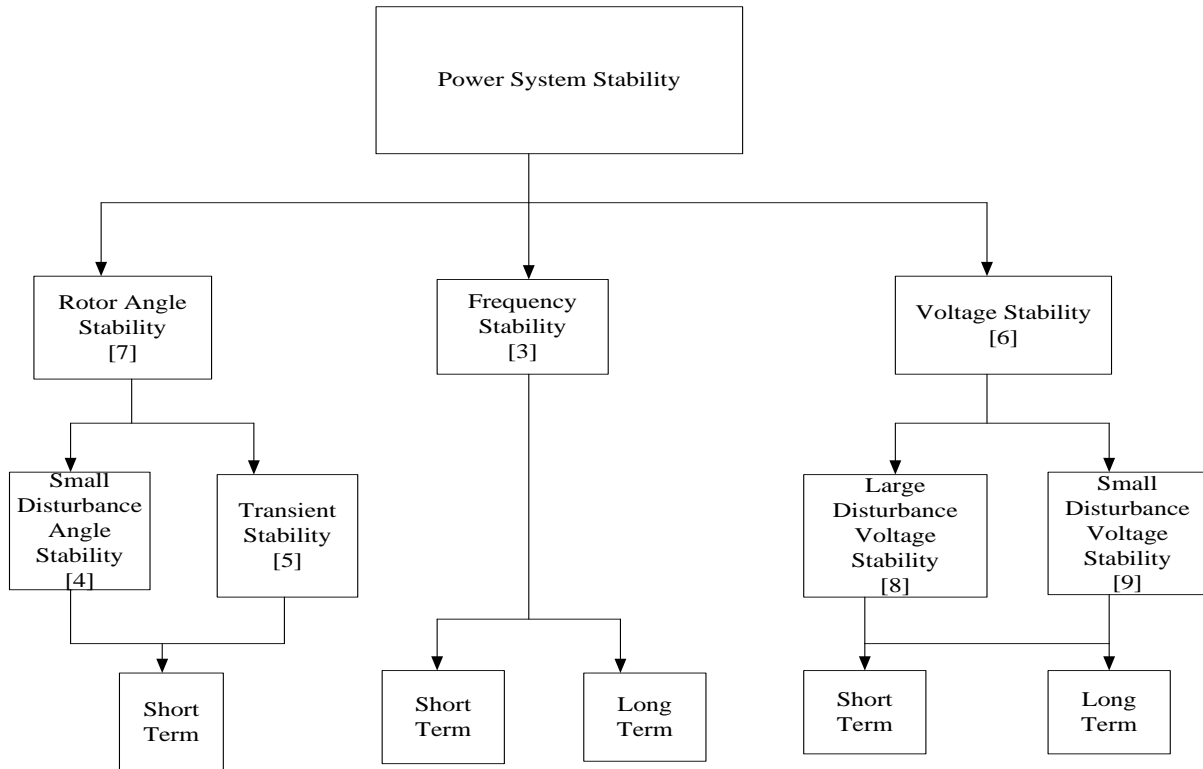 Power System Stability
Rotor Angle
Stability
[7]
Frequency
Stability
[3]
Voltage Stability
[6]
Small
Disturbance
Angle
Stability
[4]
Transient
Stability
[5]
Large
Disturbance
Voltage
Stability
[8]
Small
Disturbance
Voltage
Stability
[9]
Short
Term
Short
Term
Long
Term
Short
Term
Long
Term